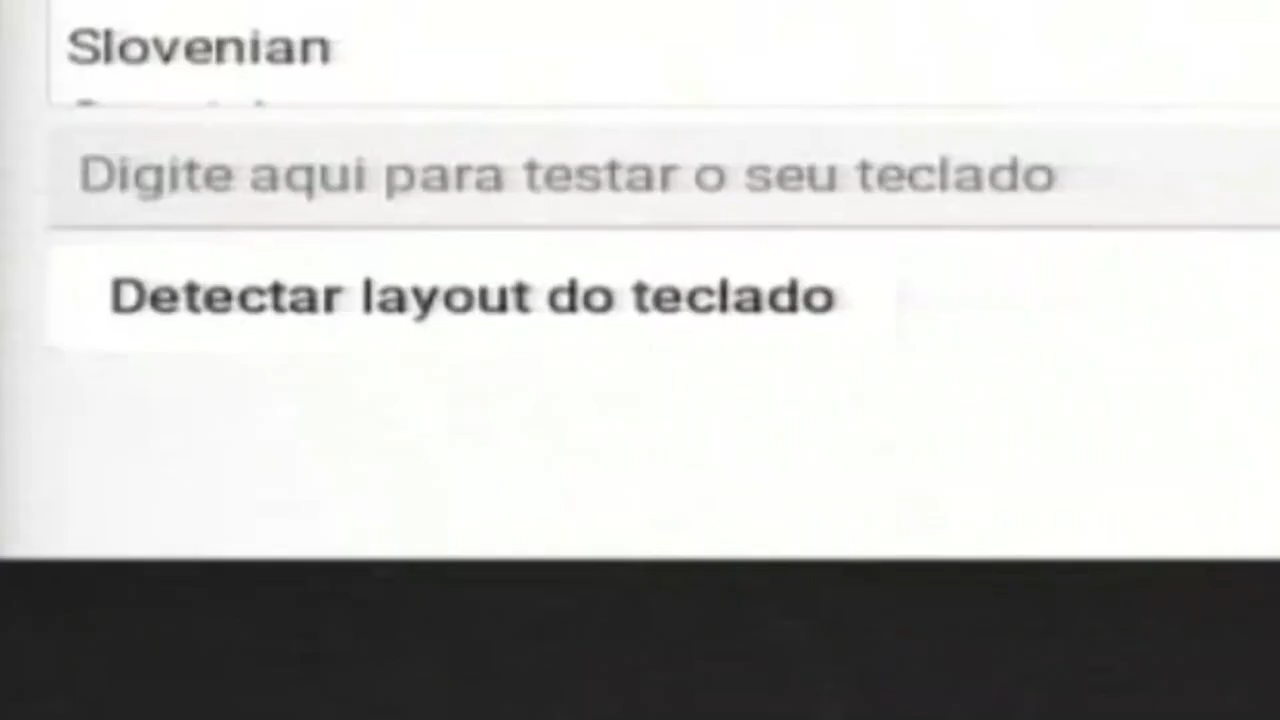 Slovenian
Digite aqui para testar o seu teclado
Detectar layout do teclado